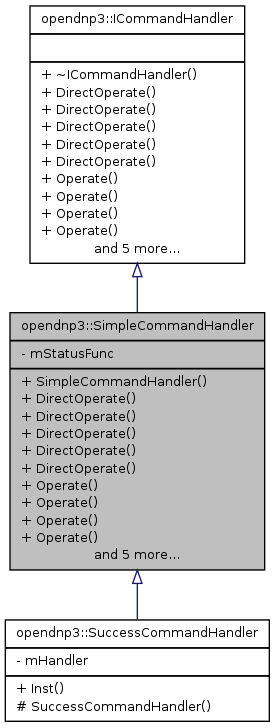 opendnp3::ICommandHandler
+ ~ICommandHandler()
+ DirectOperate()
+ DirectOperate()
+ DirectOperate()
+ DirectOperate()
+ DirectOperate()
+ Operate()
+ Operate()
+ Operate()
+ Operate()
and 5 more...
opendnp3::SimpleCommandHandler
- mStatusFunc
+ SimpleCommandHandler()
+ DirectOperate()
+ DirectOperate()
+ DirectOperate()
+ DirectOperate()
+ DirectOperate()
+ Operate()
+ Operate()
+ Operate()
+ Operate()
and 5 more...
opendnp3::SuccessCommandHandler
- mHandler
+ Inst()
# SuccessCommandHandler()